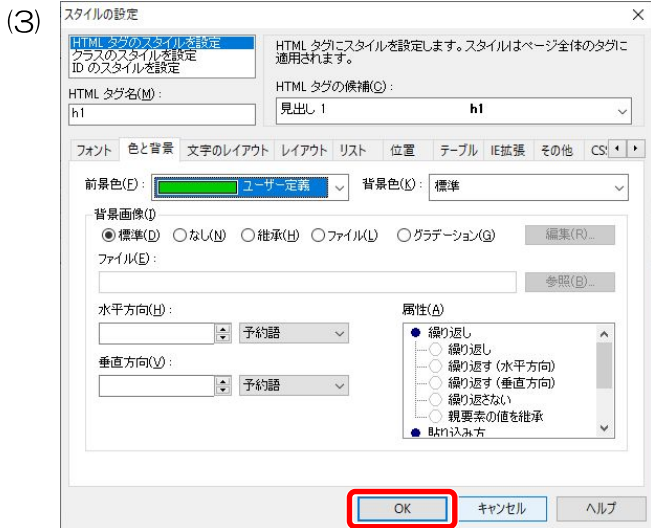 (3)
スタイルの設定
HTML タグのスタイルを設定
クラスのスタイルを設定
ID のスタイルを設定
HTML タグにスタイルを設定します。スタイルはページ全体のタグに
適用されます。
HTML タグ名(M) :
HTML タグの候補(C) :
h1
見出し 1 h1
フォント 色と背景 文字のレイアウト レイアウト リスト 位置 テーブル IE拡張 その他
前景色(F) : ユーザー定義 背景色(K) : 標準
背景画像(I)
標準(D) なし(N) 継承(H) ファイル(L) グラデーション(G) 編集(R)...
ファイル(E) :
参照(B)...
水平方向(H) :
予約語
垂直方向(V) :
予約語
属性(A)
繰り返し
繰り返し
繰り返す (水平方向)
繰り返す (垂直方向)
繰り返さない
親要素の値を継承
貼り込み方
OK キャンセル ヘルプ